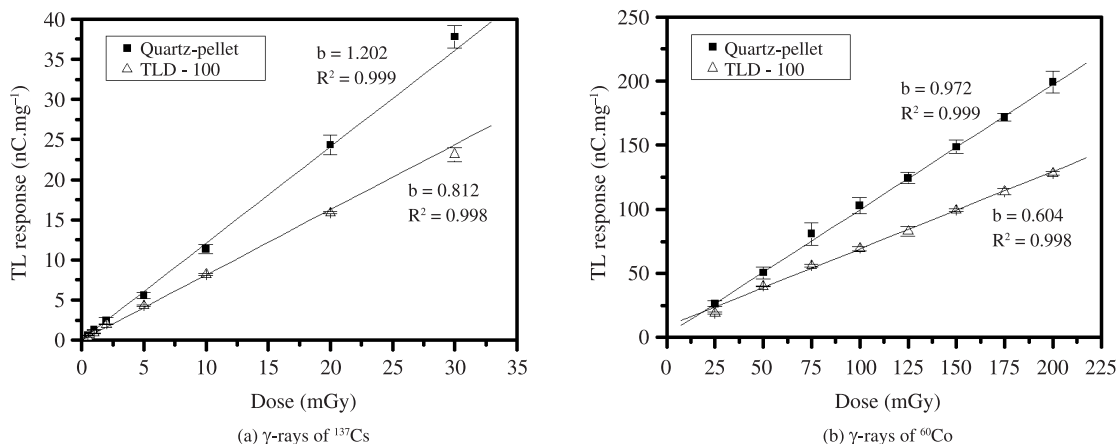 40
35
30
25
20
15
10
5
0
TL response (nC.mg⁻¹)
Quartz-pellet
TLD - 100
b = 1.202
R² = 0.999
b = 0.812
R² = 0.998
0 5 10 15 20 25 30 35
Dose (mGy)
(a) γ-rays of ¹³⁷Cs
250
200
150
100
50
0
TL response (nC.mg⁻¹)
Quartz-pellet
TLD - 100
b = 0.972
R² = 0.999
b = 0.604
R² = 0.998
0 25 50 75 100 125 150 175 200 225
Dose (mGy)
(b) γ-rays of ⁶⁰Co